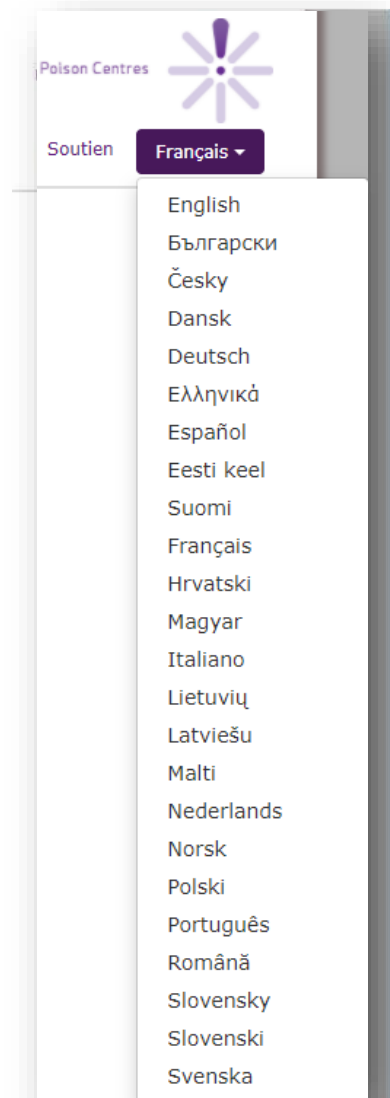 Poison Centres
Soutien
Français
English
Български
Česky
Dansk
Deutsch
Ελληνικά
Español
Eesti keel
Suomi
Français
Hrvatski
Magyar
Italiano
Lietuvių
Latviešu
Malti
Nederlands
Norsk
Polski
Português
Română
Slovensky
Slovenski
Svenska